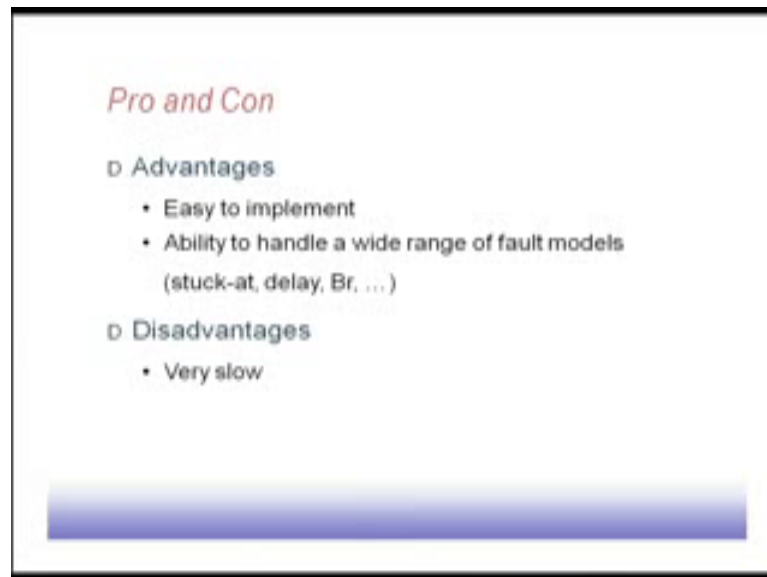 Pro and Con
D Advantages
• Easy to implement
• Ability to handle a wide range of fault models
(stuck-at, delay, Br, ...)
D Disadvantages
• Very slow